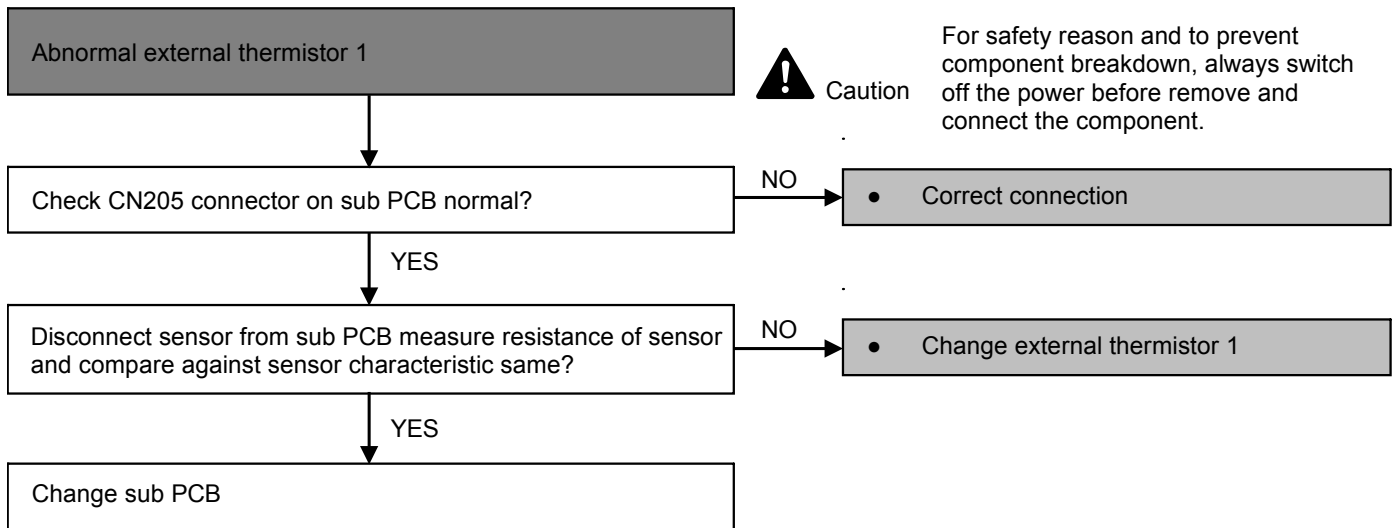 Abnormal external thermistor 1
Caution
For safety reason and to prevent
component breakdown, always switch
off the power before remove and
connect the component.
Check CN205 connector on sub PCB normal?
NO
● Correct connection
YES
Disconnect sensor from sub PCB measure resistance of sensor
and compare against sensor characteristic same?
NO
● Change external thermistor 1
YES
Change sub PCB